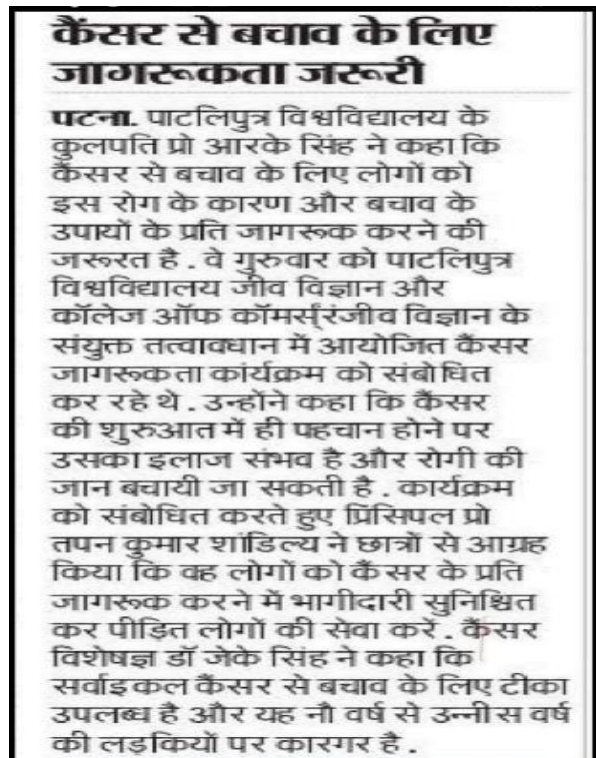 कैंसर से बचाव के लिए
जागरूकता जरूरी
पटना. पाटलिपुत्र विश्वविद्यालय के
कुलपति प्रो आरके सिंह ने कहा कि
कैंसर से बचाव के लिए लोगों को
इस रोग के कारण और बचाव के
उपायों के प्रति जागरूक करने की
जरूरत है . वे गुरुवार को पाटलिपुत्र
विश्वविद्यालय जीव विज्ञान और
कॉलेज ऑफ कॉमर्स्रंजीव विज्ञान के
संयुक्त तत्वावधान में आयोजित कैंसर
जागरूकता कांर्यक्रम को संबोधित
कर रहे थे . उन्होंने कहा कि कैंसर
की शुरुआत में ही पहचान होने पर
उसका इलाज संभव है और रोगी की
जान बचायी जा सकती है . कार्यक्रम
को संबोधित करते हुए प्रिंसिपल प्रो
तपन कुमार शांडिल्य ने छात्रों से आग्रह
किया कि वह लोगों को कैंसर के प्रति
जागरूक करने में भागीदारी सुनिश्चित
कर पीड़ित लोगों की सेवा करें . कैंसर
विशेषज्ञ डॉ जेके सिंह ने कहा कि
सर्वाइकल कैंसर से बचाव के लिए टीका
उपलब्ध है और यह नौ वर्ष से उन्नीस वर्ष
की लड़कियों पर कारगर है .